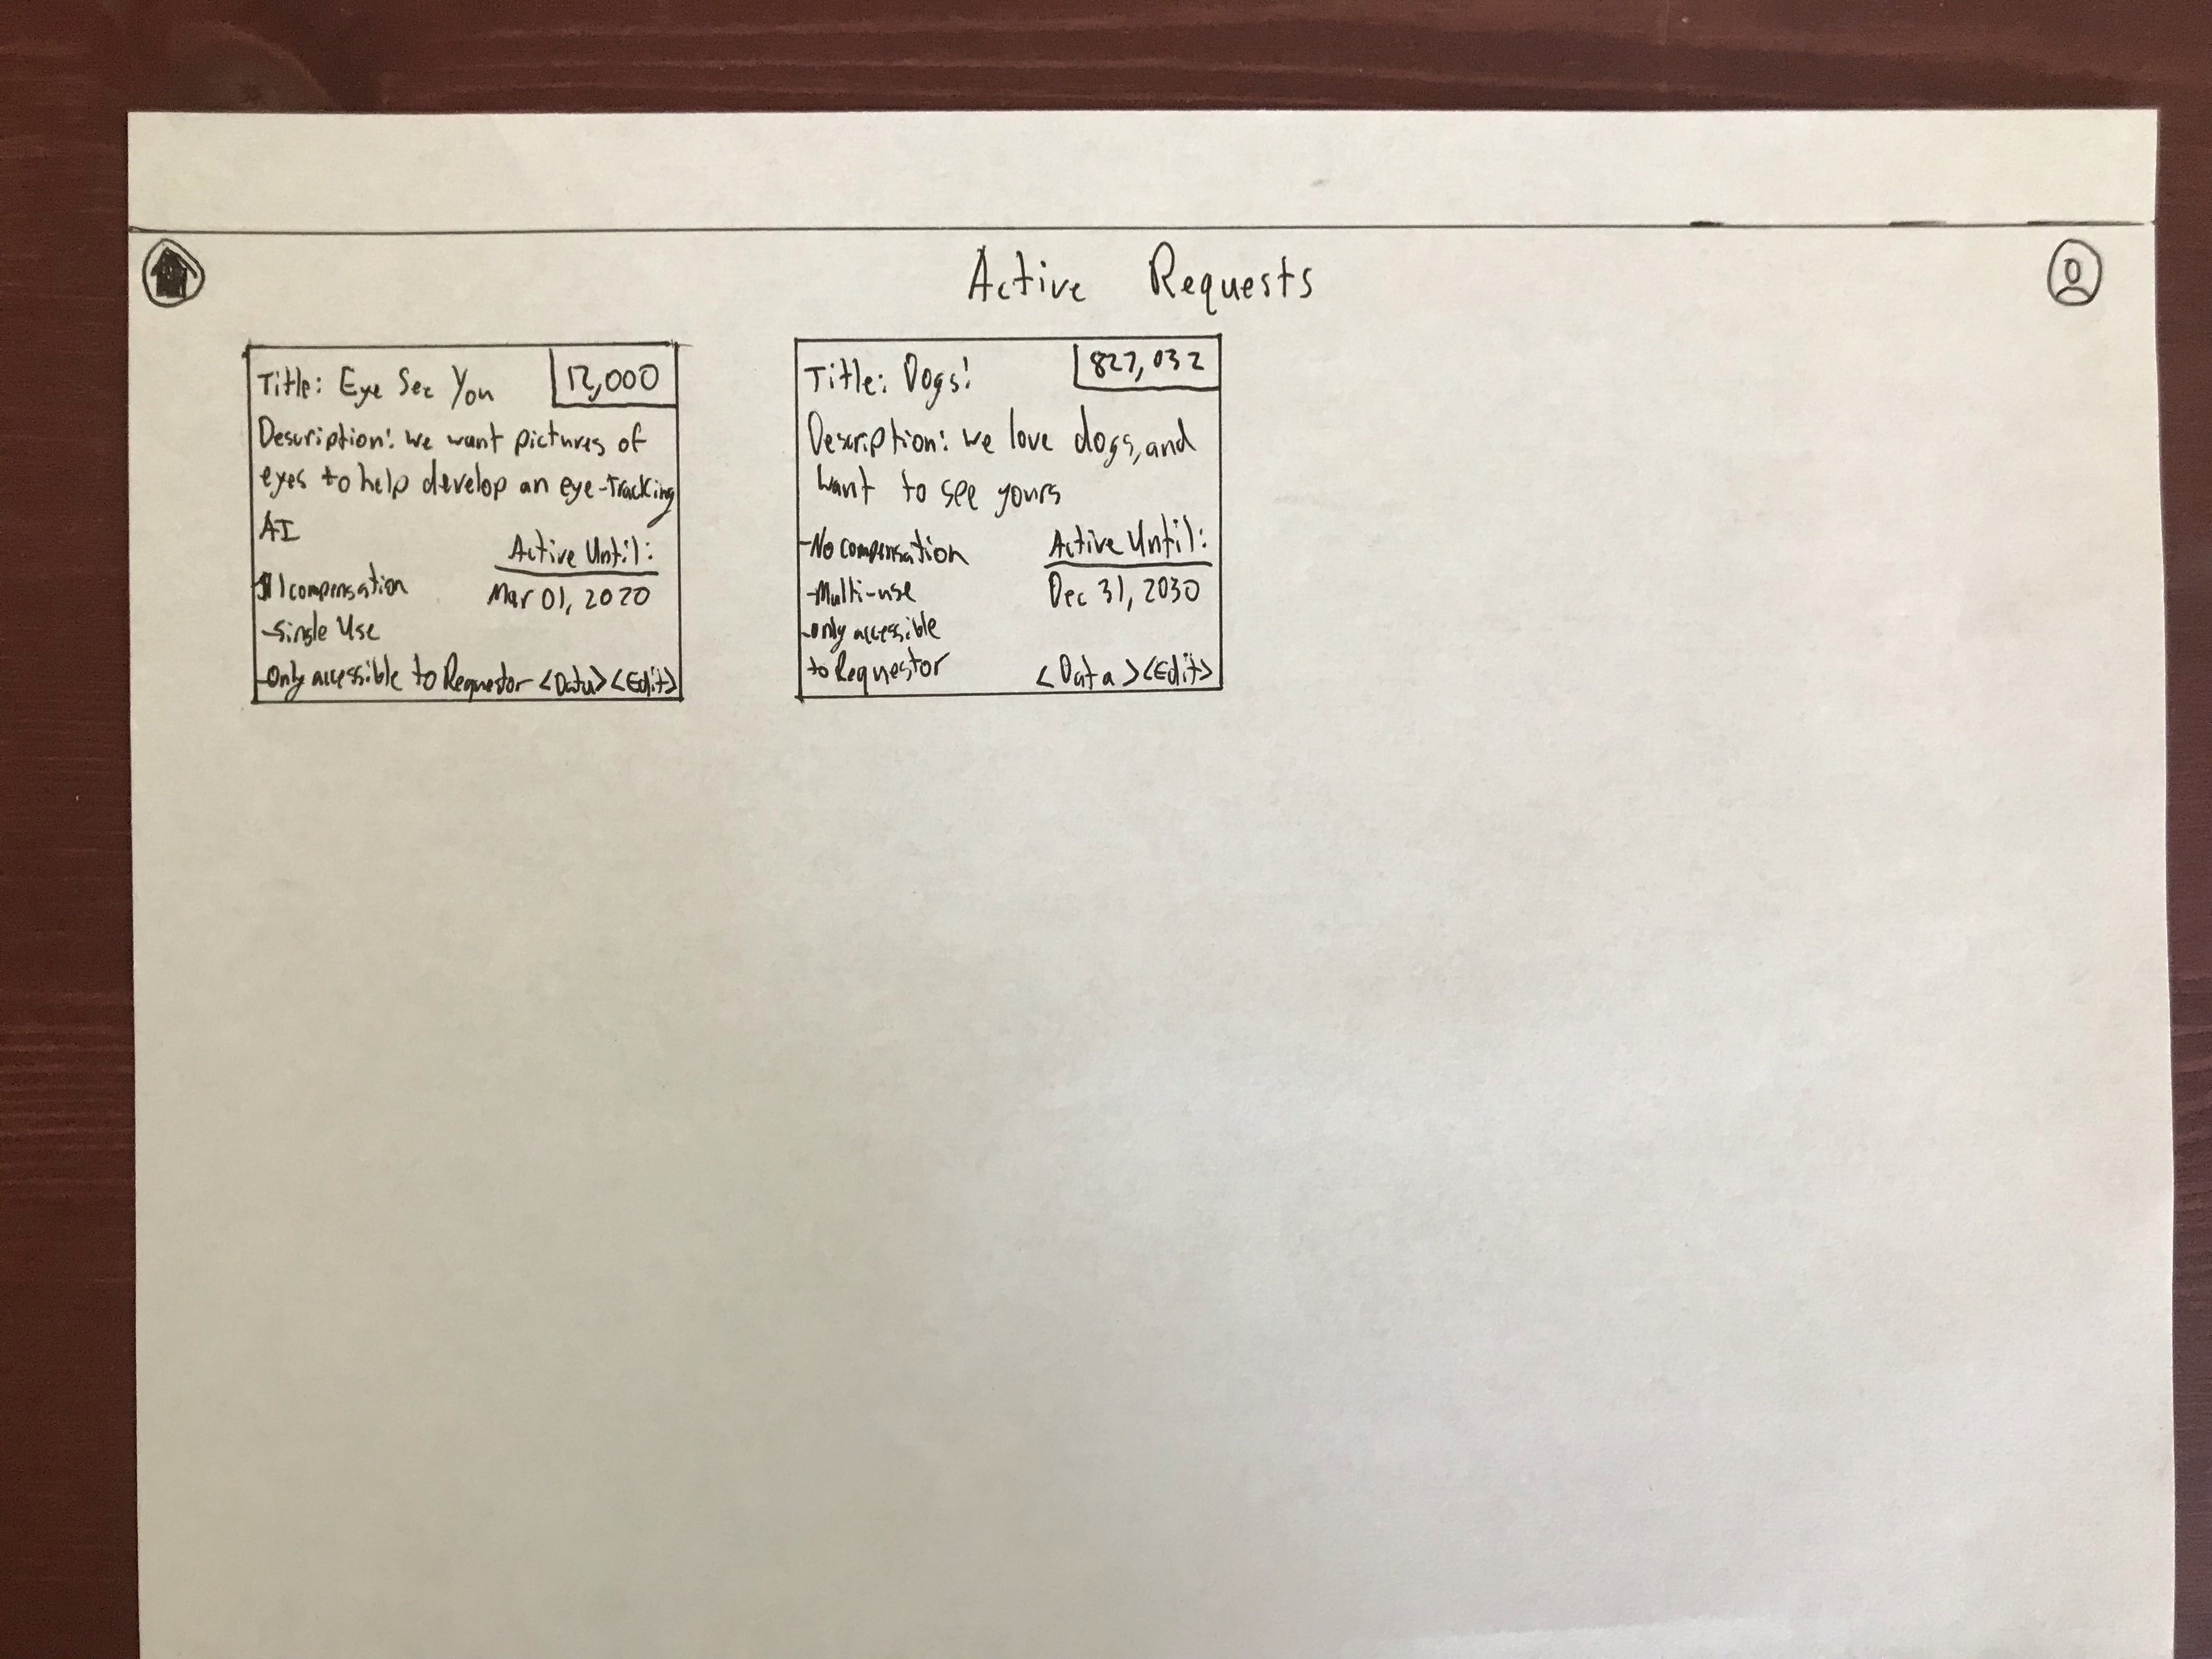 Active Requests
Title: Eye See You
12,000
Description: we want pictures of
eyes to help develop an eye-tracking
AI
Active Until:
$1 compensation
Mar 01, 2020
-Single Use
-Only accessible to Requestor <Data> <Edit>
Title: Dogs!
827,032
Description: we love dogs, and
want to see yours
-No compensation
Active Until:
-Multi-use
Dec 31, 2030
-only accessible
to Requestor
<Data> <Edit>